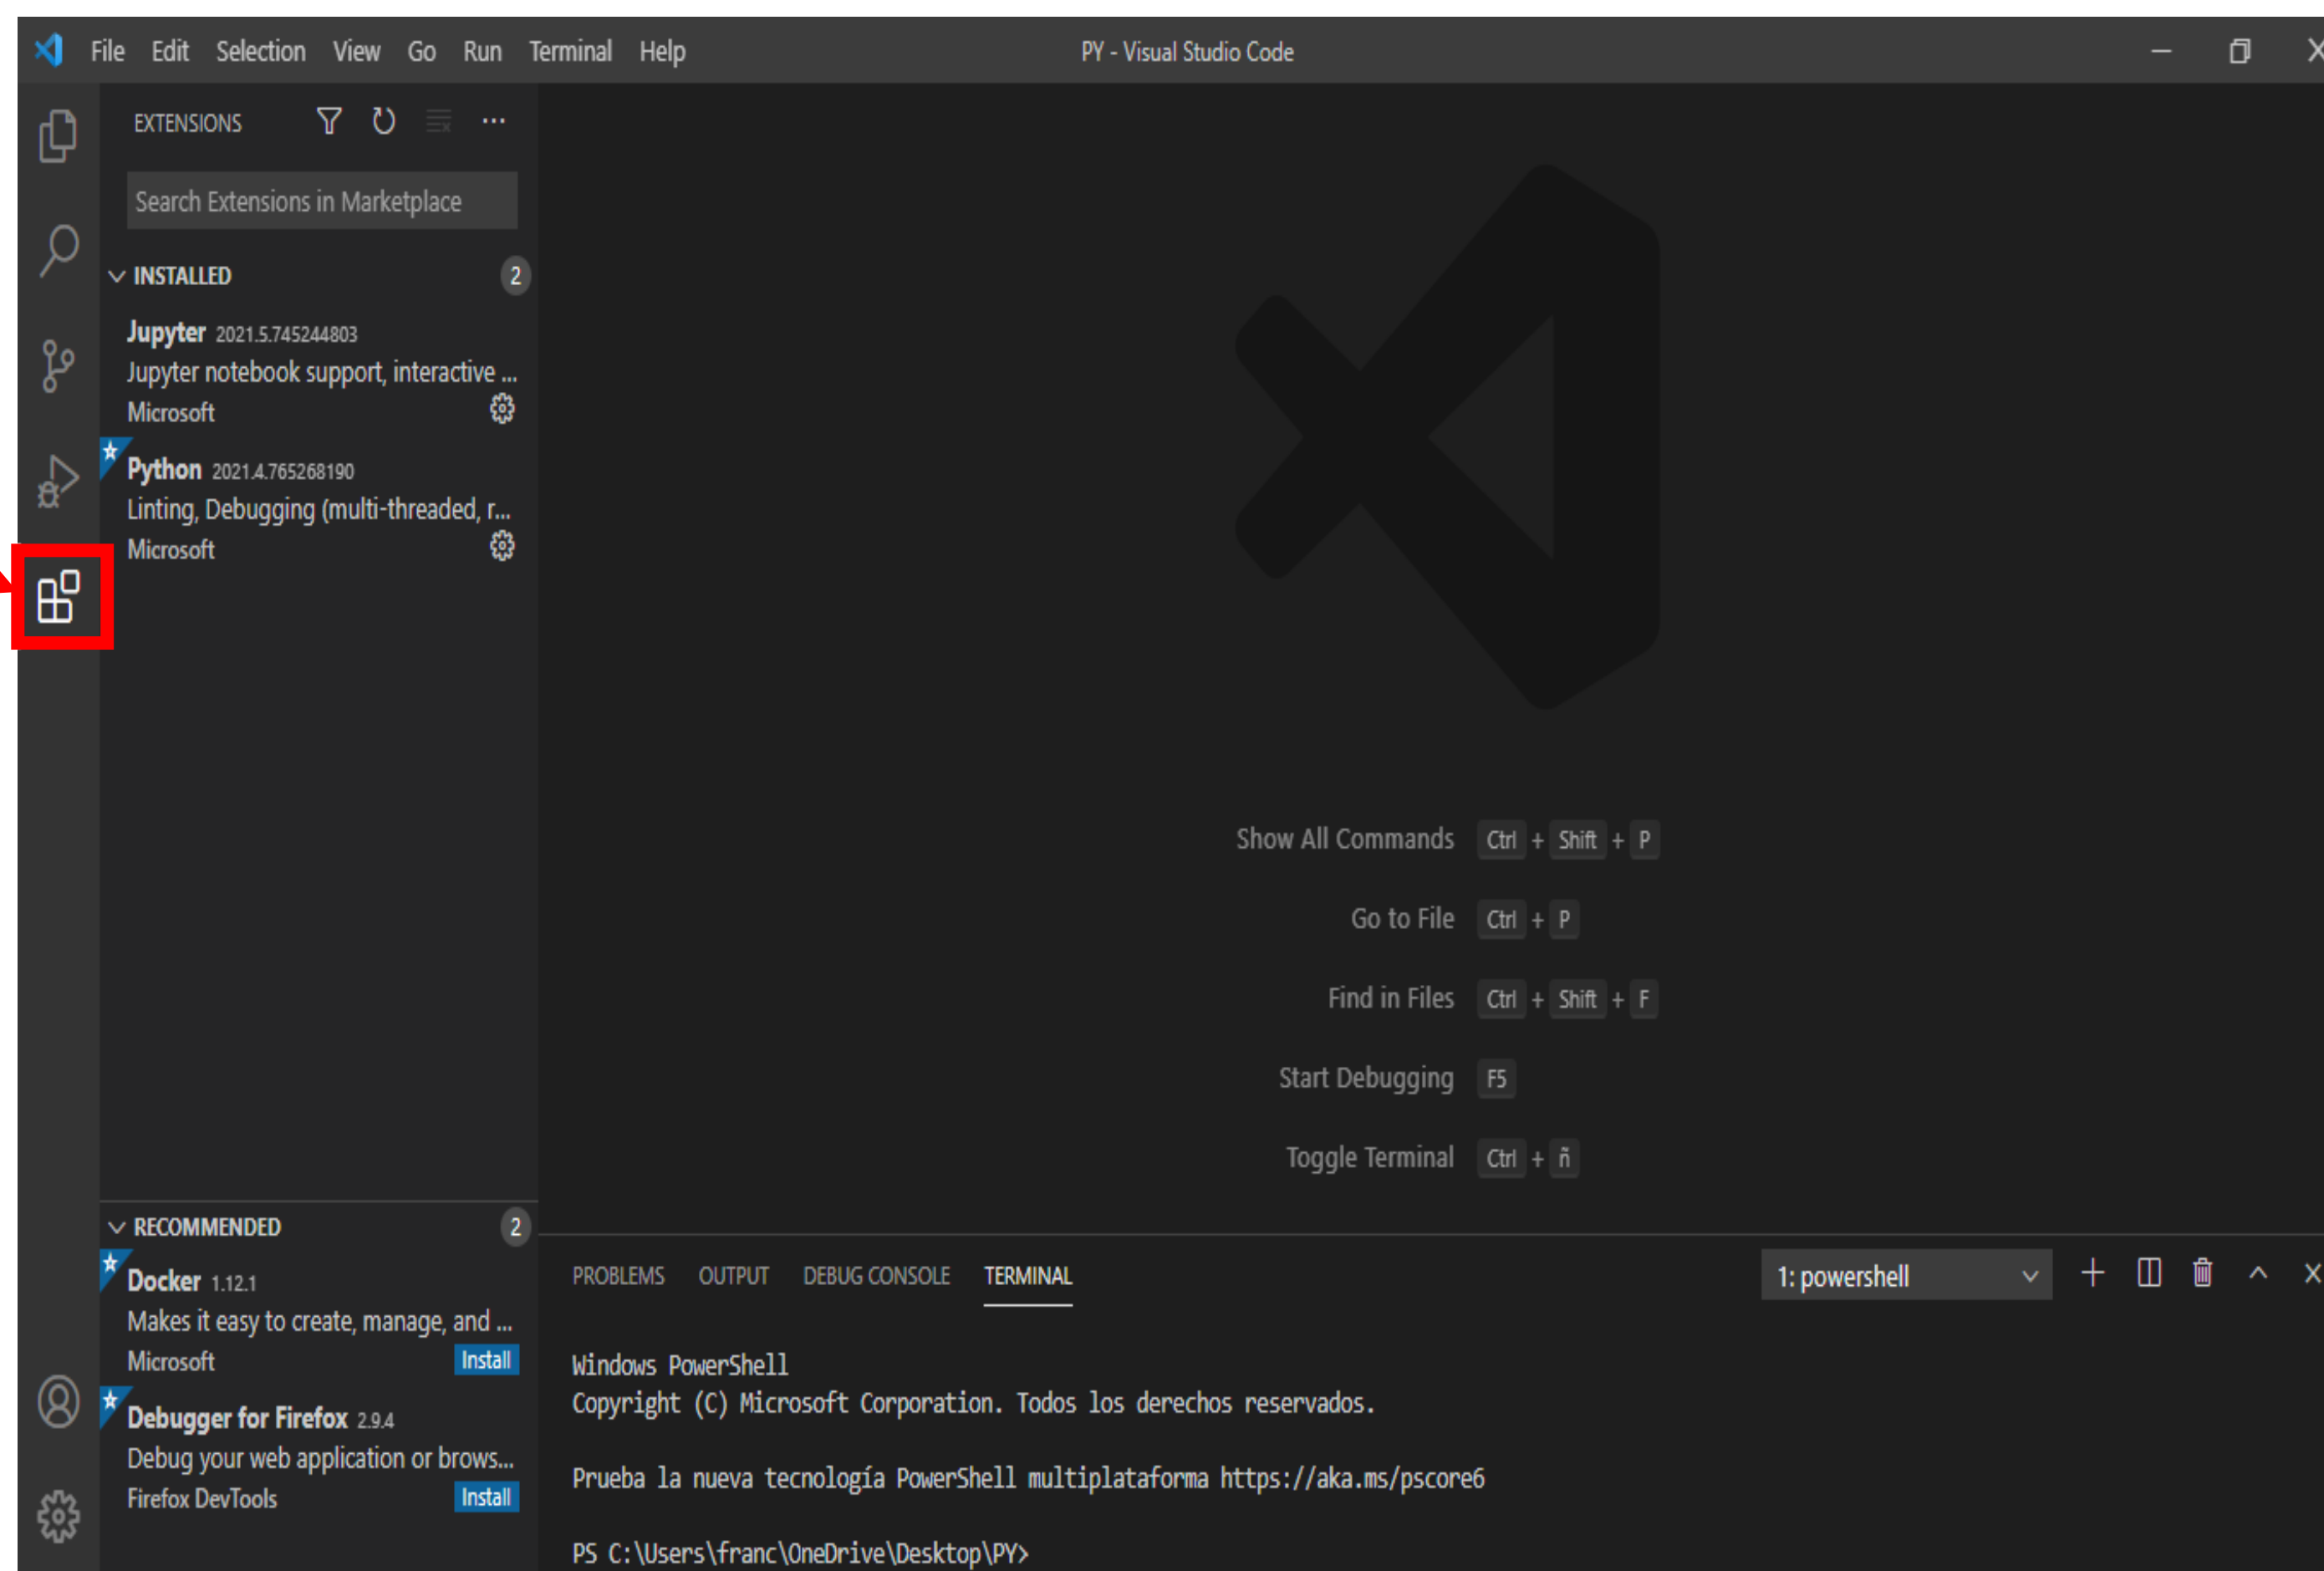 File Edit Selection View Go Run Terminal Help
PY - Visual Studio Code
EXTENSIONS
Search Extensions in Marketplace
INSTALLED 2
Jupyter 2021.5.745244803
Jupyter notebook support, interactive ...
Microsoft
Python 2021.4.765268190
Linting, Debugging (multi-threaded, r...
Microsoft
RECOMMENDED 2
Docker 1.12.1
Makes it easy to create, manage, and ...
Microsoft Install
Debugger for Firefox 2.9.4
Debug your web application or brows...
Firefox DevTools Install
Show All Commands Ctrl + Shift + P
Go to File Ctrl + P
Find in Files Ctrl + Shift + F
Start Debugging F5
Toggle Terminal Ctrl + ñ
PROBLEMS OUTPUT DEBUG CONSOLE TERMINAL
1: powershell
Windows PowerShell
Copyright (C) Microsoft Corporation. Todos los derechos reservados.
Prueba la nueva tecnología PowerShell multiplataforma https://aka.ms/pscore6
PS C:\Users\franc\OneDrive\Desktop\PY>